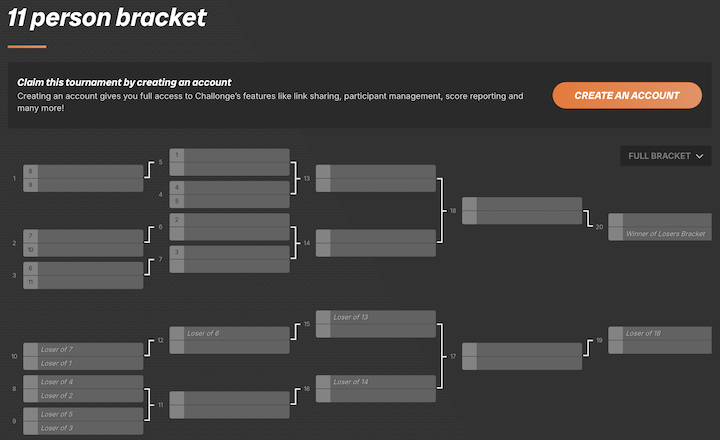 11 person bracket
Claim this tournament by creating an account
Creating an account gives you full access to Challonge's features like link sharing, participant management, score reporting and
many more!
CREATE AN ACCOUNT
FULL BRACKET
1
8
9
5
1
4
4
5
13
2
7
10
6
2
3
6
11
7
3
14
18
20
Winner of Losers Bracket
10
Loser of 7
Loser of 1
12
Loser of 6
15
Loser of 13
8
Loser of 4
Loser of 2
9
Loser of 5
Loser of 3
11
16
Loser of 14
17
19
Loser of 18